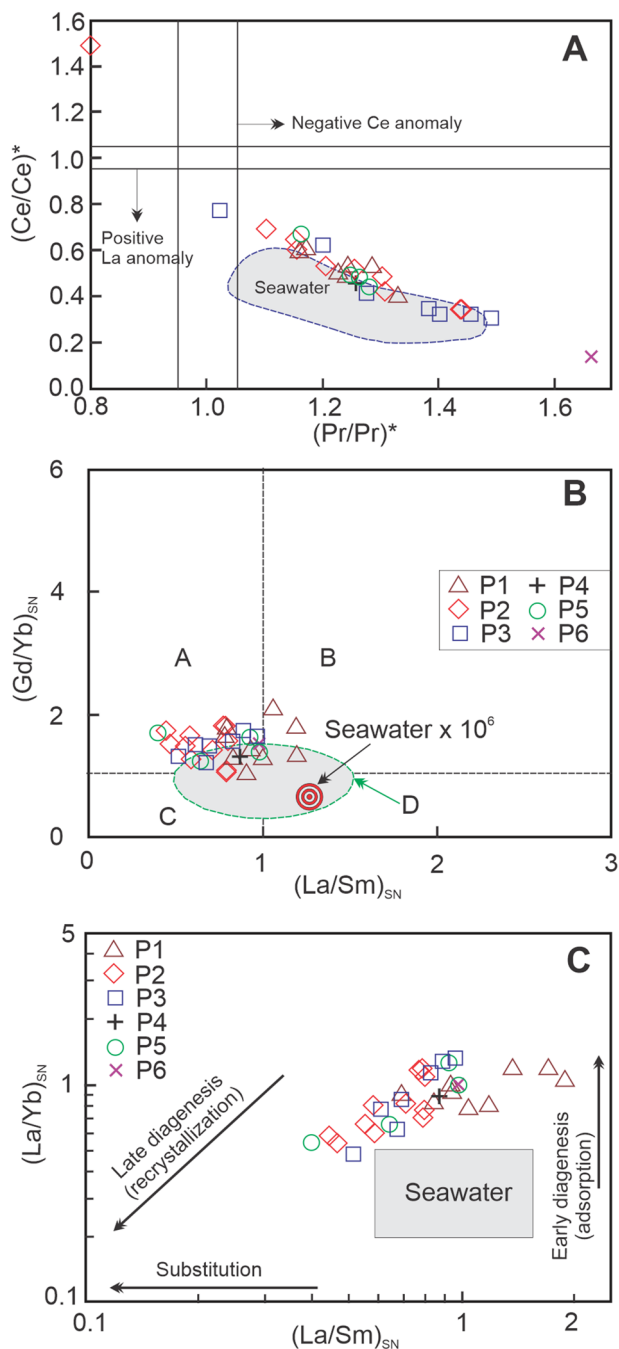 A
1.6
1.4
1.2
1.0
0.8
0.6
0.4
0.2
0.0
(Ce/Ce)*
Negative Ce anomaly
Positive
La anomaly
Seawater
0.8
1.0
1.2
1.4
1.6
(Pr/Pr)*
B
6
4
2
0
(Gd/Yb)SN
P1
P4
P2
P5
P3
P6
A
B
Seawater x 10⁶
C
D
0
1
2
3
(La/Sm)SN
C
5
1
0.1
(La/Yb)SN
P1
P2
P3
P4
P5
P6
Late diagenesis
(recrystallization)
Seawater
Early diagenesis
(adsorption)
Substitution
0.1
1
2
(La/Sm)SN